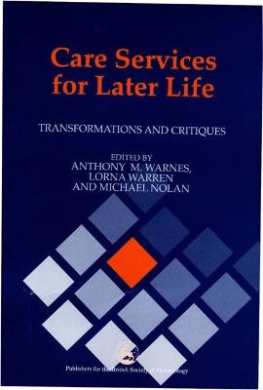 Care Services
for Later Life
TRANSFORMATIONS AND CRITIQUES
EDITED BY
ANTHONY M. WARNES,
LORNA WARREN
AND MICHAEL NOLAN
Publishers for the British Society of Gerontology